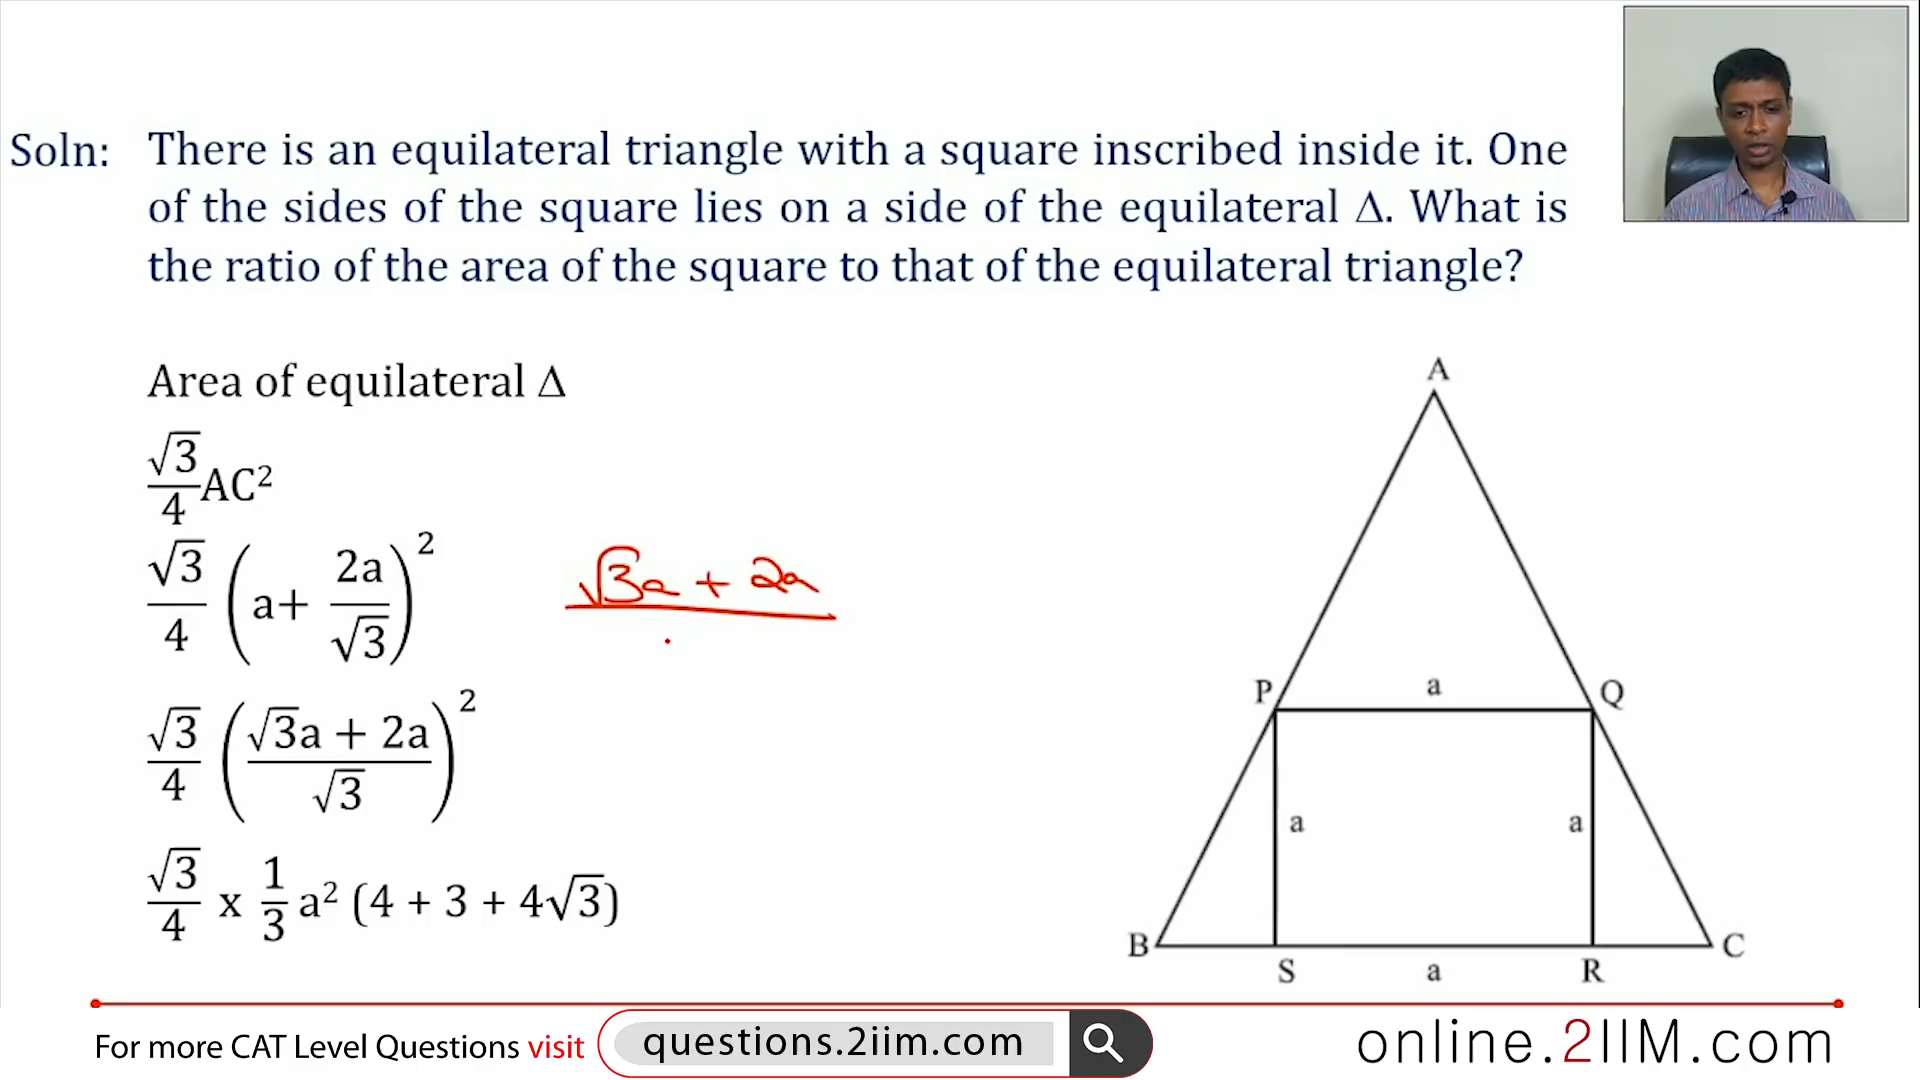 Soln: There is an equilateral triangle with a square inscribed inside it. One
of the sides of the square lies on a side of the equilateral Δ. What is
the ratio of the area of the square to that of the equilateral triangle?
Area of equilateral Δ
√3/4 AC²
√3/4 (a+ 2a/√3)²
√3a + 2a
√3/4 (√3a + 2a/√3)²
√3/4 x 1/3 a² (4 + 3 + 4√3)
A
P a Q
a a
B C
S a R
For more CAT Level Questions visit questions.2iim.com
online.2IIM.com